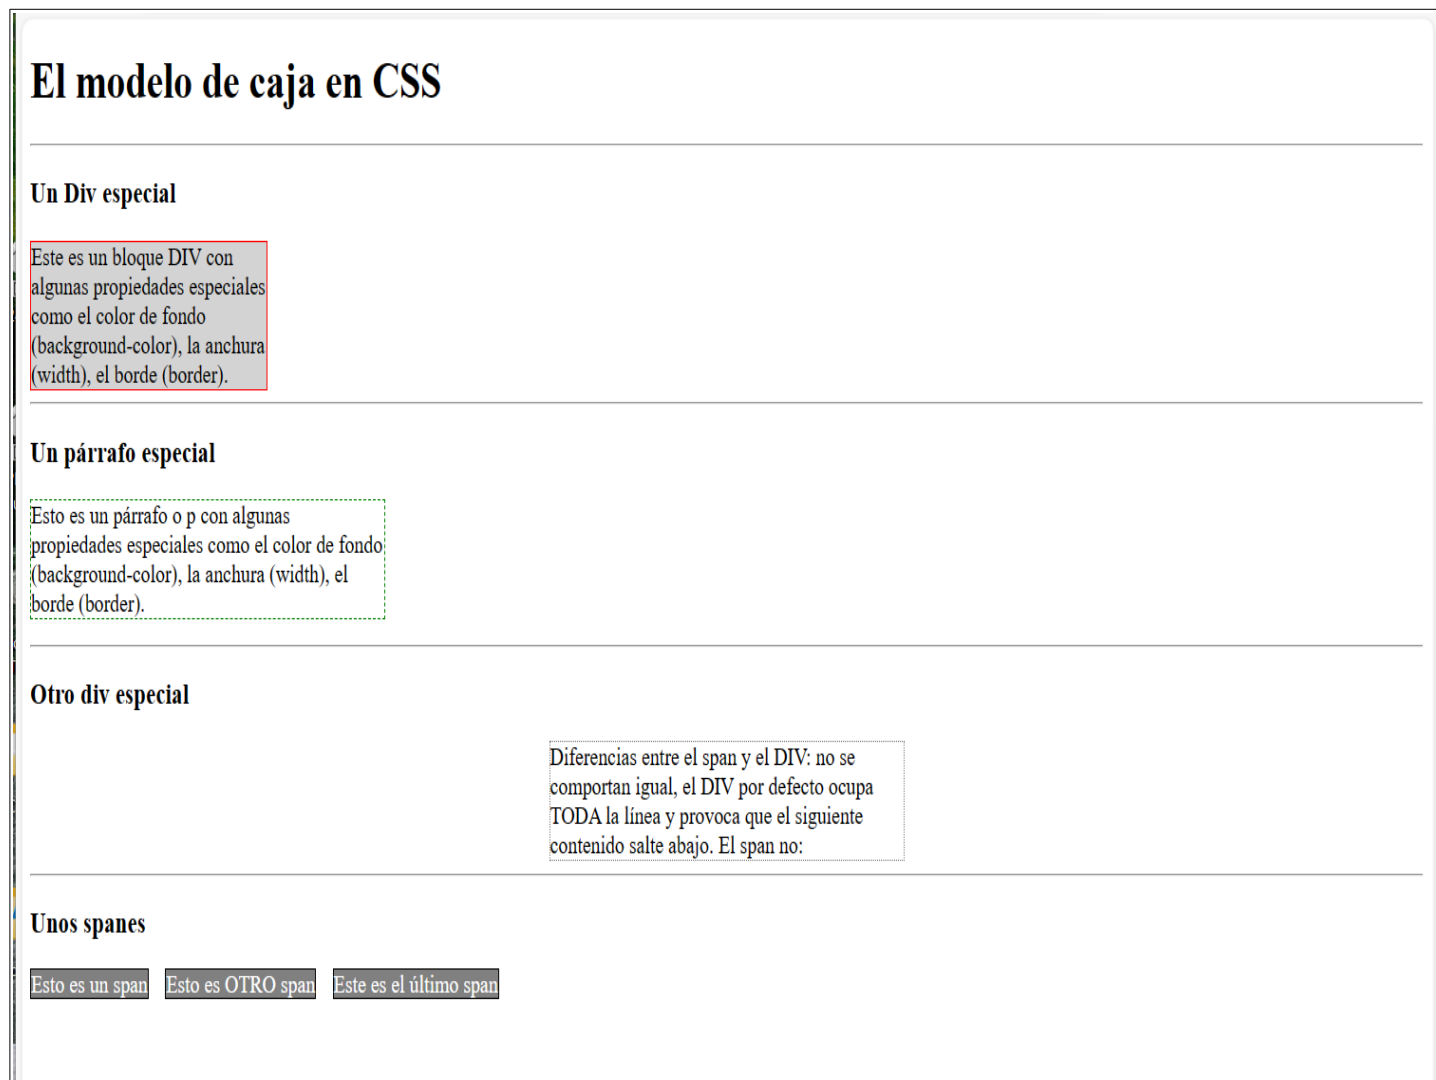 El modelo de caja en CSS
Un Div especial
Este es un bloque DIV con
algunas propiedades especiales
como el color de fondo
(background-color), la anchura
(width), el borde (border).
Un párrafo especial
Esto es un párrafo o p con algunas
propiedades especiales como el color de fondo
(background-color), la anchura (width), el
borde (border).
Otro div especial
Diferencias entre el span y el DIV: no se
comportan igual, el DIV por defecto ocupa
TODA la línea y provoca que el siguiente
contenido salte abajo. El span no:
Unos spanes
Esto es un span Esto es OTRO span Este es el último span